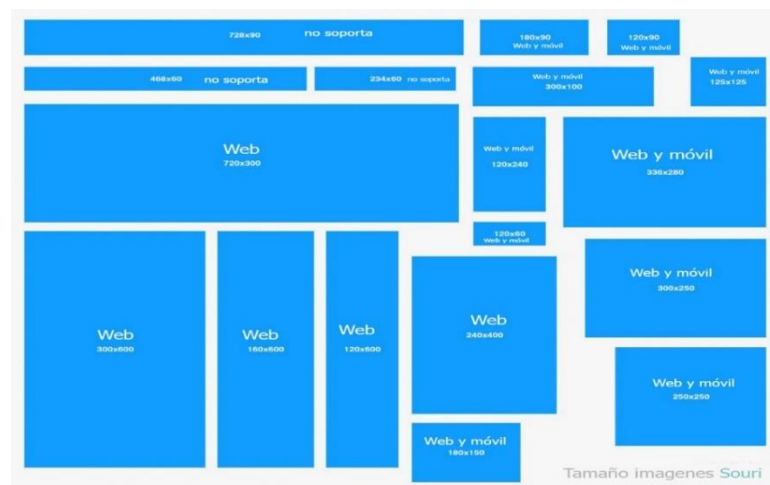 728x90 no soporta
180x90
Web y móvil
120x90
Web y móvil
468x60 no soporta
234x60 no soporta
Web y móvil
300x100
Web y móvil
125x125
Web
720x300
Web y móvil
120x240
Web y móvil
336x280
120x60
Web y móvil
Web
300x600
Web
160x600
Web
120x600
Web
240x400
Web y móvil
300x250
Web y móvil
250x250
Web y móvil
180x150
Tamaño imagenes Souri